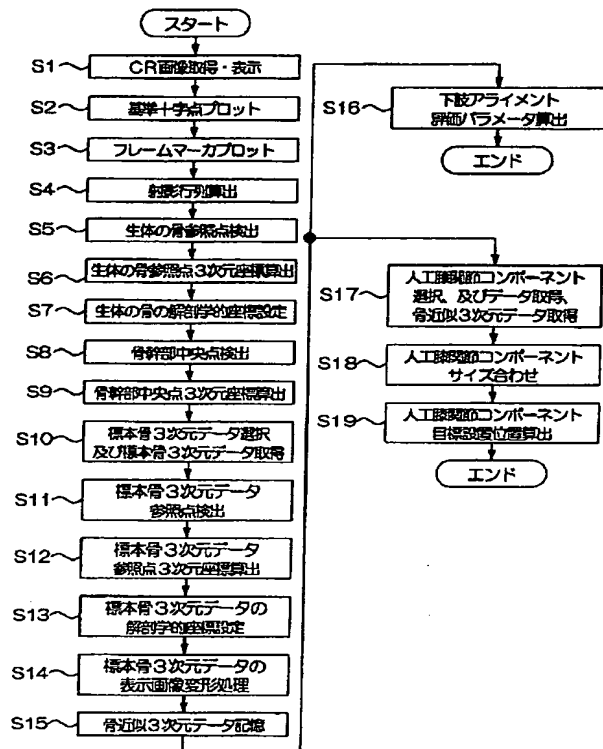 スタート
S1
CR画像取得・表示
S2
基準十字点プロット
S3
フレームマーカプロット
S4
射影行列算出
S5
生体の骨参照点検出
S6
生体の骨参照点3次元座標算出
S7
生体の骨の解剖学的座標設定
S8
骨幹部中央点検出
S9
骨幹部中央点3次元座標算出
S10
標本骨3次元データ選択
及び標本骨3次元データ取得
S11
標本骨3次元データ
参照点検出
S12
標本骨3次元データ
参照点3次元座標算出
S13
標本骨3次元データの
解剖学的座標設定
S14
標本骨3次元データの
表示画像変形処理
S15
骨近似3次元データ記憶
S16
下肢アライメント
評価パラメータ算出
エンド
S17
人工膝関節コンポーネント
選択、及びデータ取得、
骨近似3次元データ取得
S18
人工膝関節コンポーネント
サイズ合わせ
S19
人工膝関節コンポーネント
目標設置位置算出
エンド